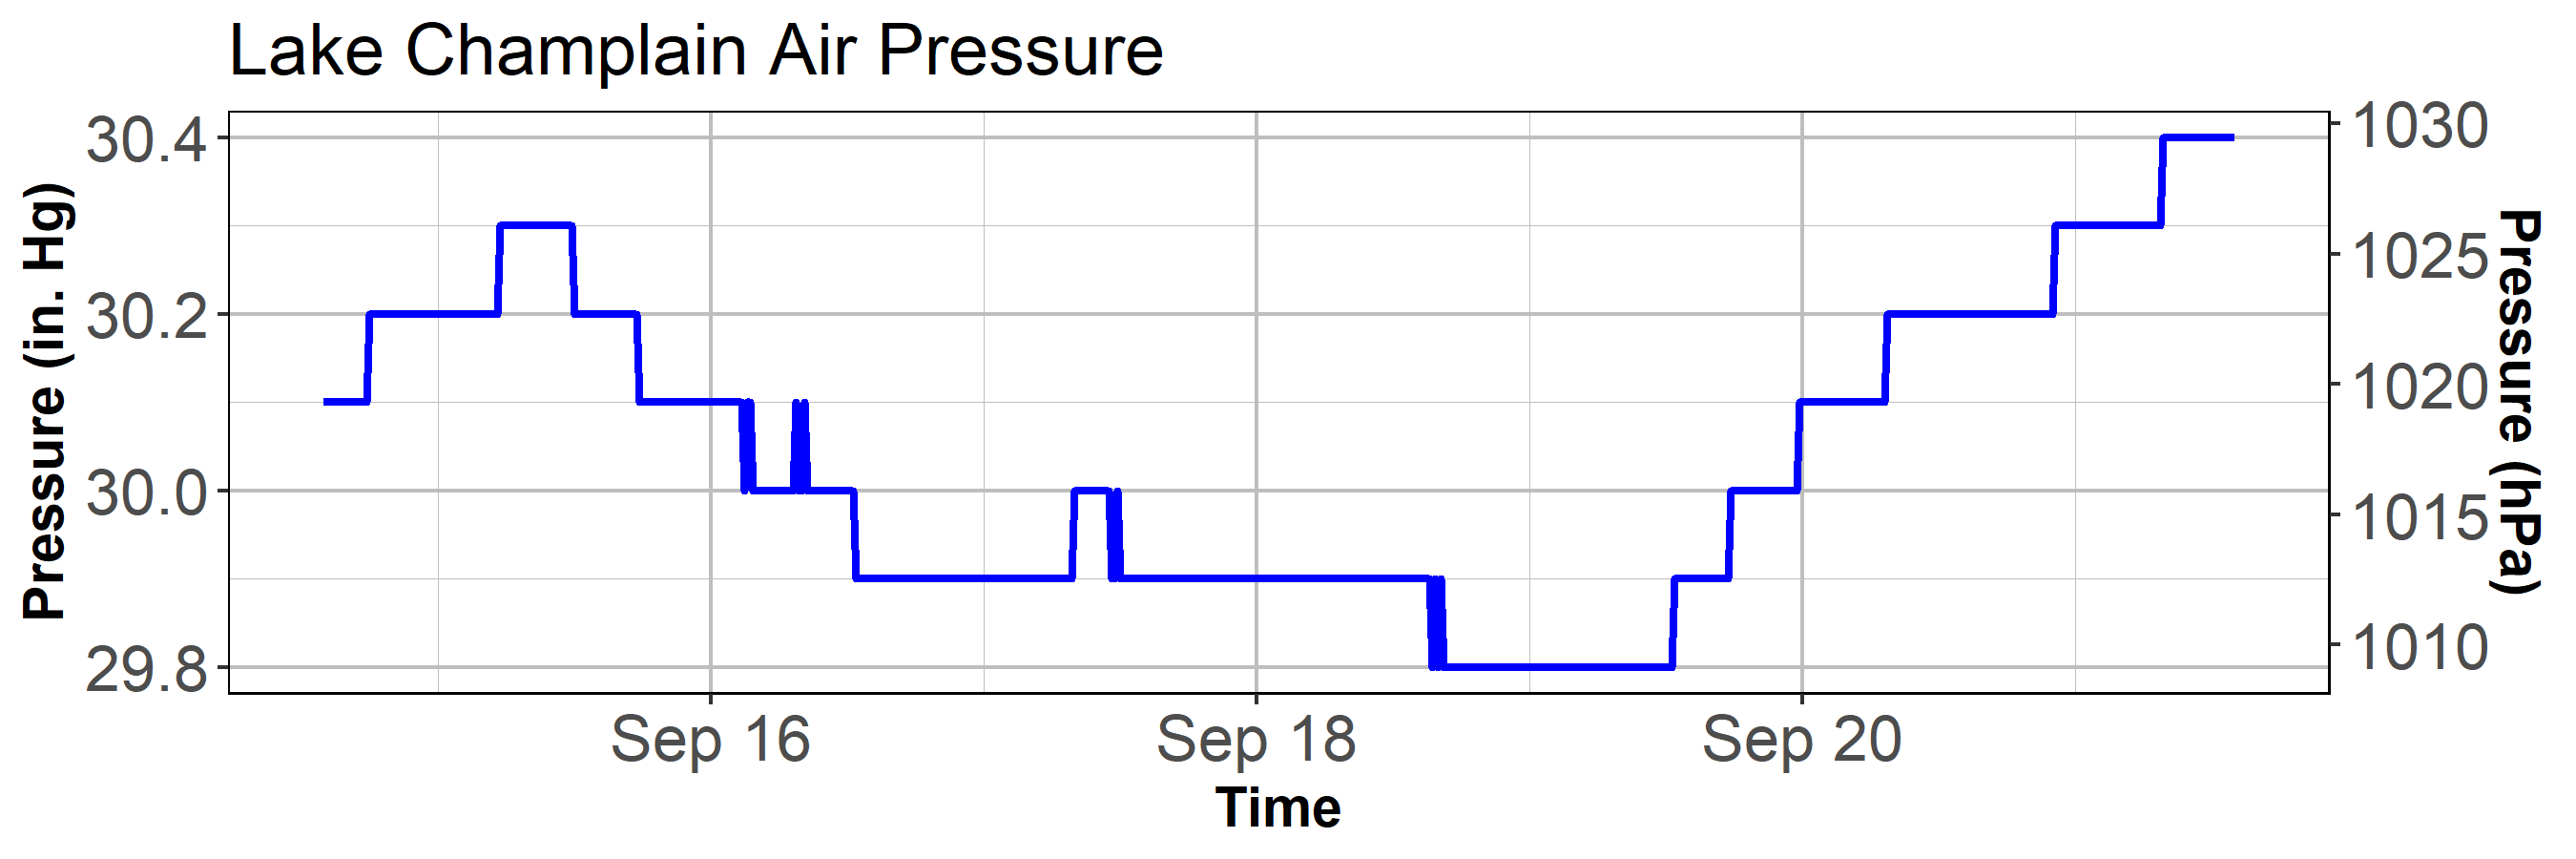 Lake Champlain Air Pressure
30.4
30.2
30.0
29.8
Pressure (in. Hg)
1030
1025
1020
1015
1010
Pressure (hPa)
Sep 16
Sep 18
Sep 20
Time